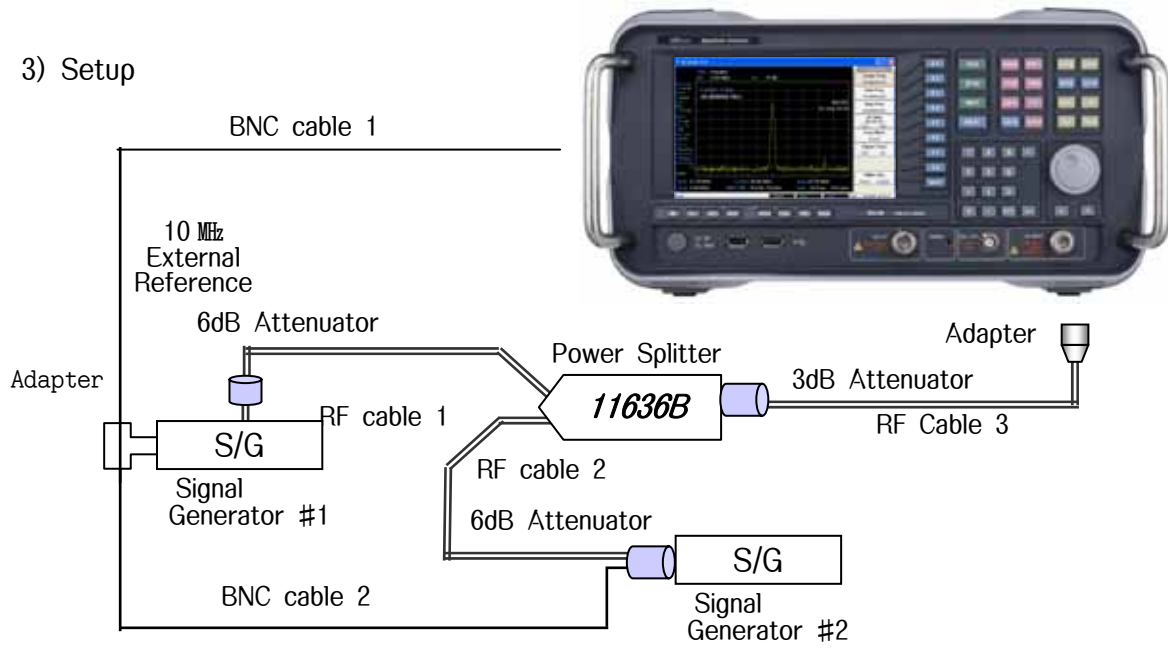 3) Setup
BNC cable 1
10 ㎒
External
Reference
6dB Attenuator
Adapter
Power Splitter
Adapter
3dB Attenuator
11636B
RF cable 1
RF Cable 3
S/G
RF cable 2
Signal
Generator #1
6dB Attenuator
S/G
BNC cable 2
Signal
Generator #2